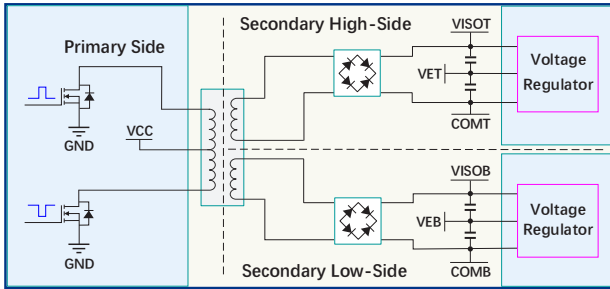 Primary Side
Secondary High-Side
VISOT
VET
COMT
Voltage
Regulator
GND
VCC
GND
VISOB
VEB
COMB
Voltage
Regulator
Secondary Low-Side